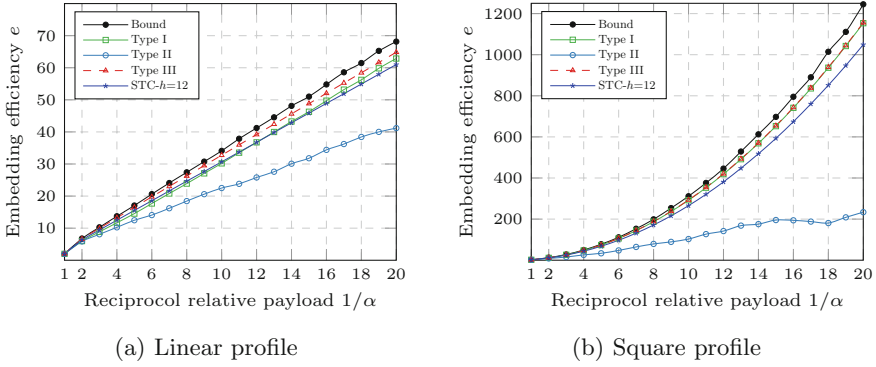 Embedding efficiency e
80
70
60
50
40
30
20
10
Bound
Type I
Type II
Type III
STC-h=12
1 2 4 6 8 10 12 14 16 18 20
Reciprocol relative payload 1/α
(a) Linear profile
Embedding efficiency e
1200
1000
800
600
400
200
Bound
Type I
Type II
Type III
STC-h=12
1 2 4 6 8 10 12 14 16 18 20
Reciprocol relative payload 1/α
(b) Square profile